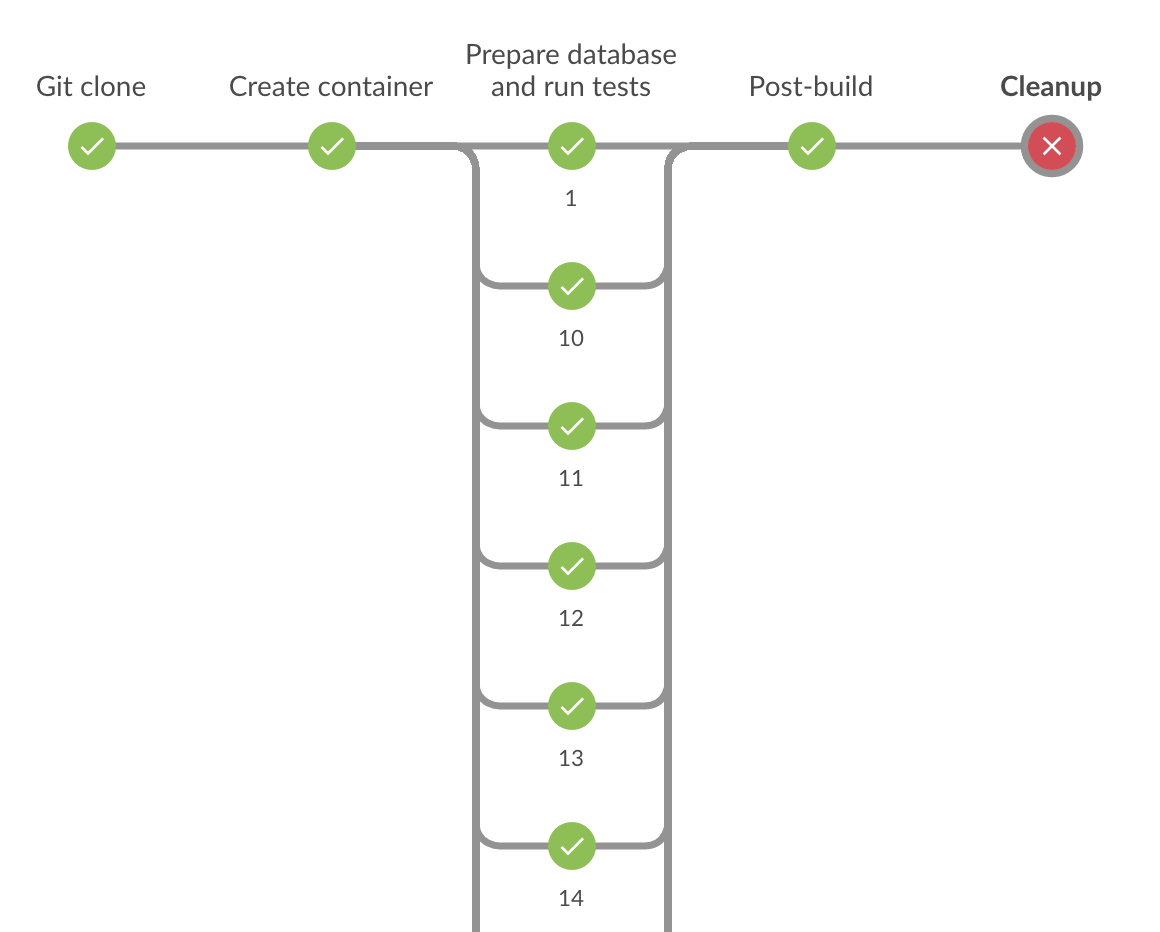 Git clone
Create container
Prepare database
and run tests
Post-build
Cleanup
1
10
11
12
13
14